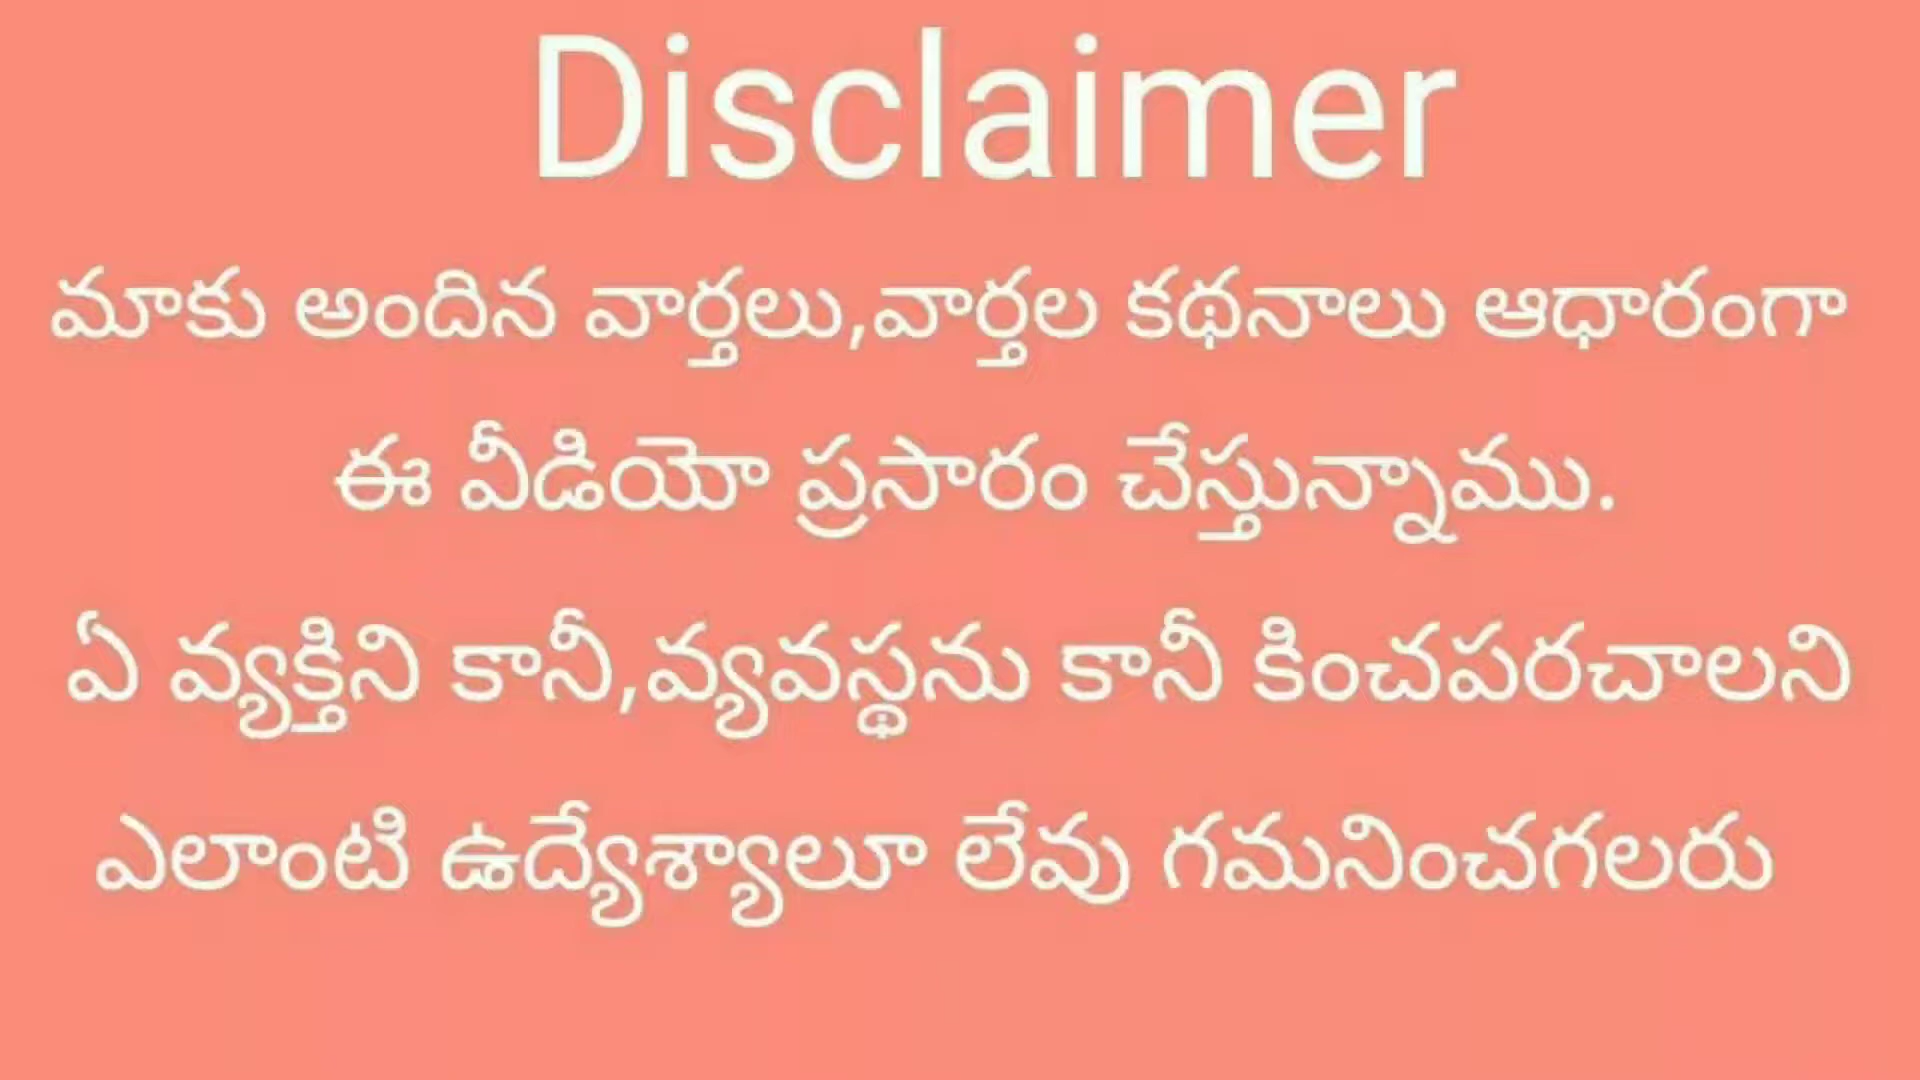 Disclaimer
మాకు అందిన వార్తలు,వార్తల కథనాలు ఆధారంగా
ఈ వీడియో ప్రసారం చేస్తున్నాము.
ఏ వ్యక్తిని కానీ,వ్యవస్థను కానీ కించపరచాలని
ఎలాంటి ఉద్యేశ్యాలూ లేవు గమనించగలరు